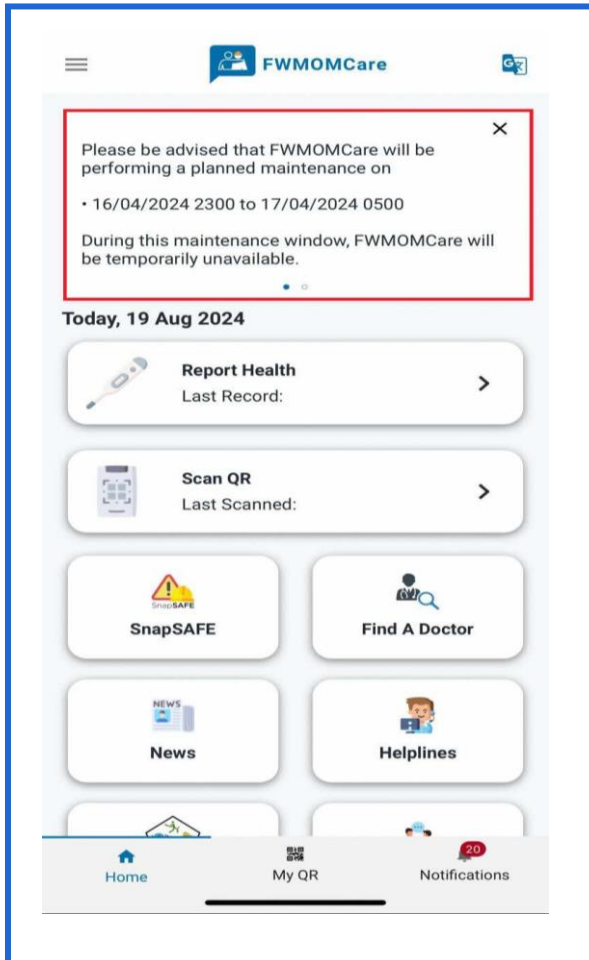 FWMOMCare
Please be advised that FWMOMCare will be
performing a planned maintenance on
• 16/04/2024 2300 to 17/04/2024 0500
During this maintenance window, FWMOMCare will
be temporarily unavailable.
Today, 19 Aug 2024
Report Health
Last Record:
Scan QR
Last Scanned:
SnapSAFE
SnapSAFE
Find A Doctor
NEWS
News
Helplines
20
Home
My QR
Notifications